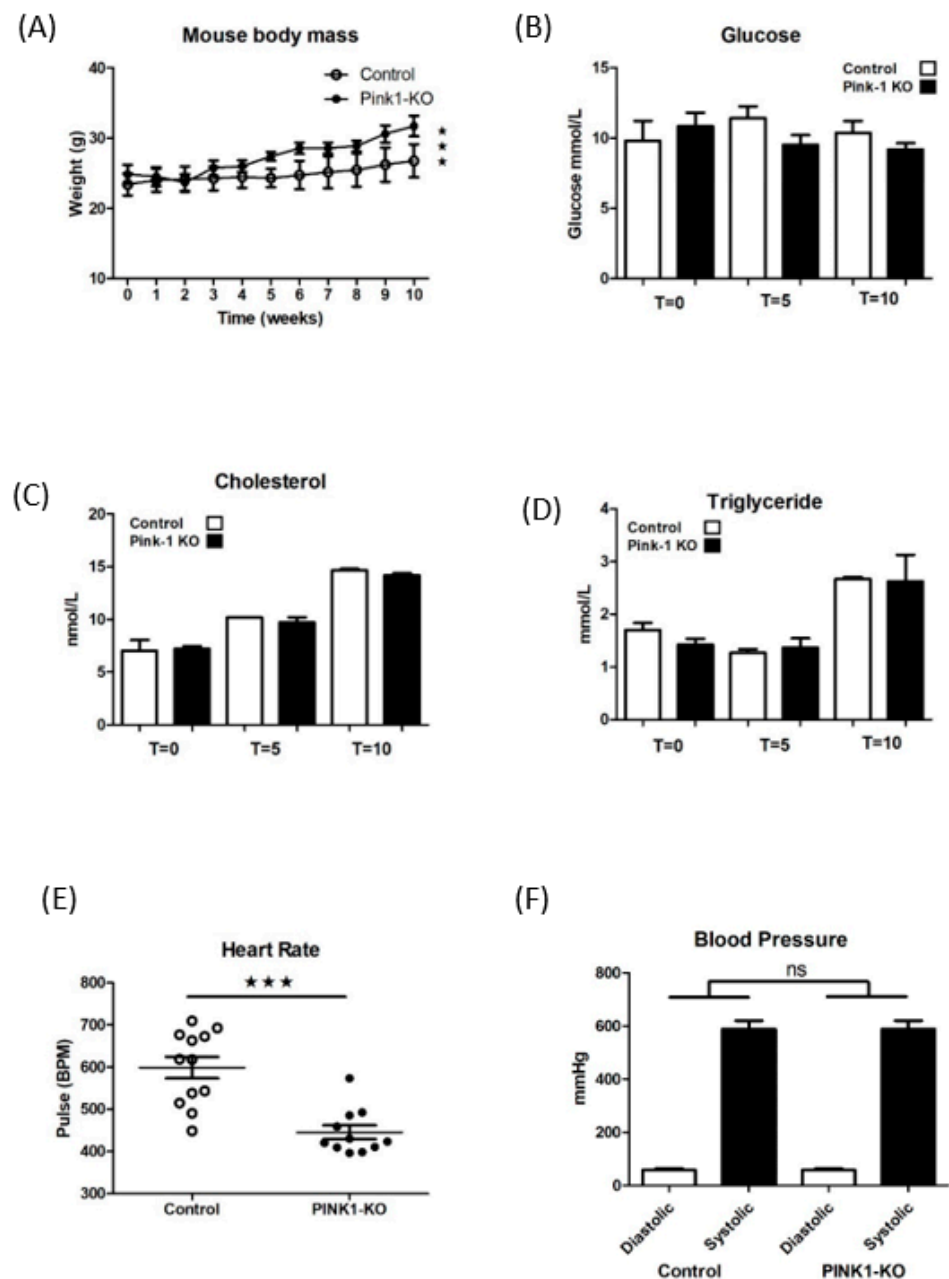 (A)
Mouse body mass
Control
Pink1-KO
40
30
20
10
Weight (g)
★
★
★
0 1 2 3 4 5 6 7 8 9 10
Time (weeks)
(B)
Glucose
Control
Pink-1 KO
15
10
5
0
Glucose mmol/L
T=0 T=5 T=10
(C)
Cholesterol
Control
Pink-1 KO
20
15
10
5
0
nmol/L
T=0 T=5 T=10
(D)
Triglyceride
Control
Pink-1 KO
4
3
2
1
0
mmol/L
T=0 T=5 T=10
(E)
Heart Rate
★★★
800
700
600
500
400
300
Pulse (BPM)
Control PINK1-KO
(F)
Blood Pressure
ns
800
600
400
200
0
mmHg
Diastolic Systolic Diastolic Systolic
Control PINK1-KO